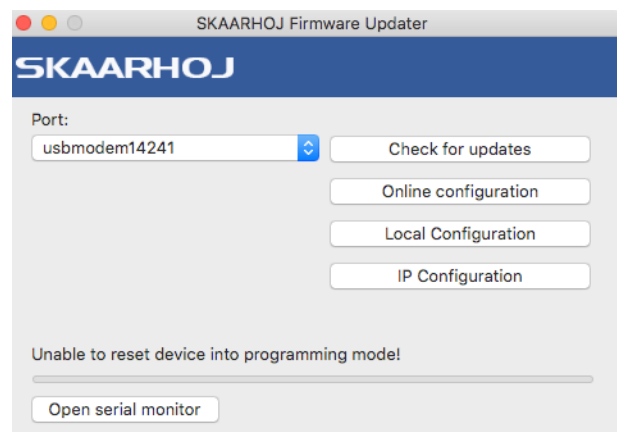 SKAARHOJ Firmware Updater
SKAARHOJ
Port:
usbmodem14241
Check for updates
Online configuration
Local Configuration
IP Configuration
Unable to reset device into programming mode!
Open serial monitor